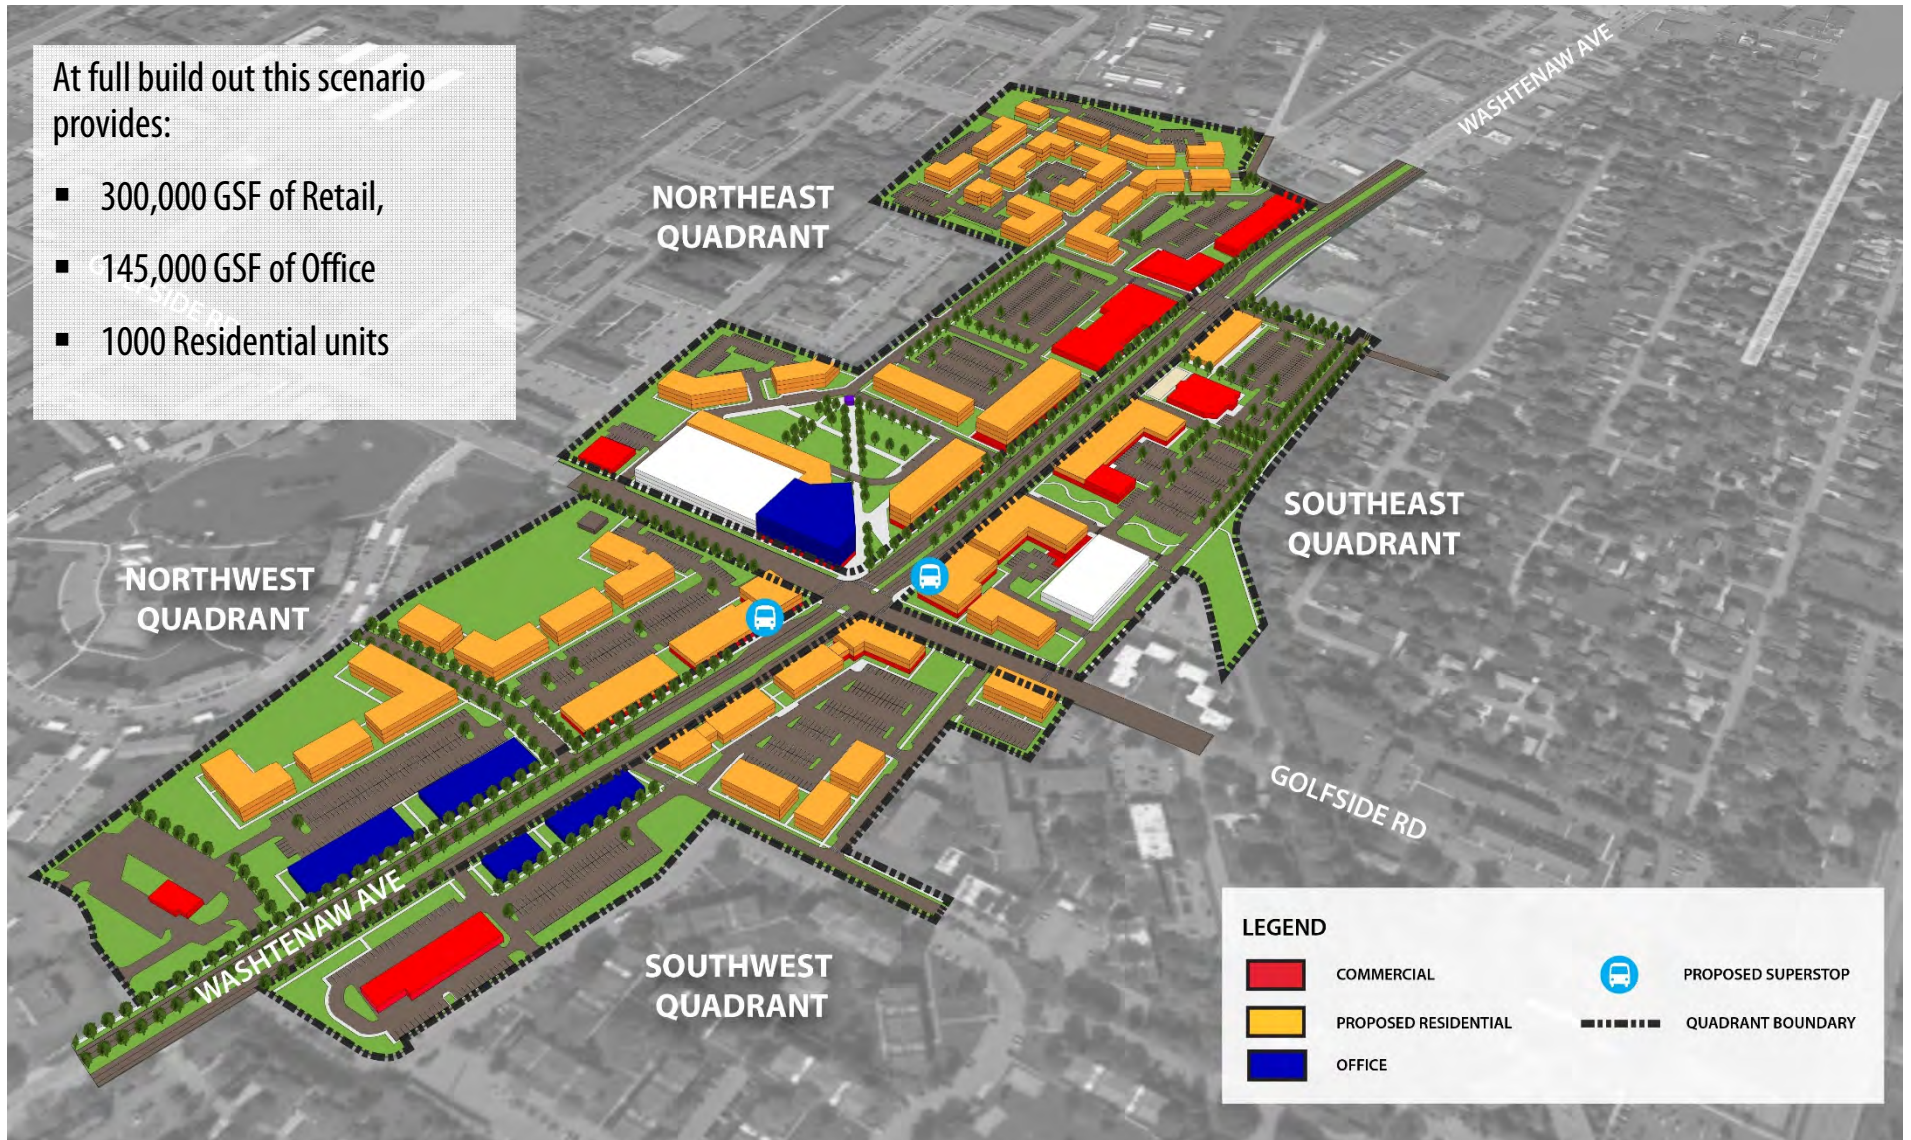 At full build out this scenario
provides:
▪ 300,000 GSF of Retail,
▪ 145,000 GSF of Office
▪ 1000 Residential units
GOLFSIDE RD
WASHTENAW AVE
NORTHEAST
QUADRANT
SOUTHEAST
QUADRANT
NORTHWEST
QUADRANT
GOLFSIDE RD
WASHTENAW AVE
SOUTHWEST
QUADRANT
LEGEND
COMMERCIAL
PROPOSED RESIDENTIAL
OFFICE
PROPOSED SUPERSTOP
QUADRANT BOUNDARY